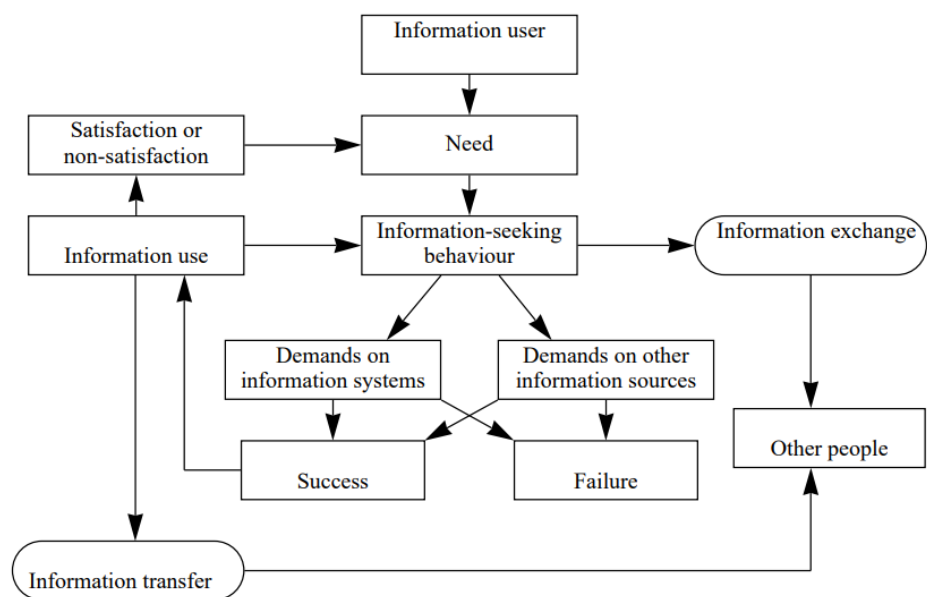 Information user
Satisfaction or
non-satisfaction
Need
Information use
Information-seeking
behaviour
Information exchange
Demands on
information systems
Demands on other
information sources
Other people
Success
Failure
Information transfer